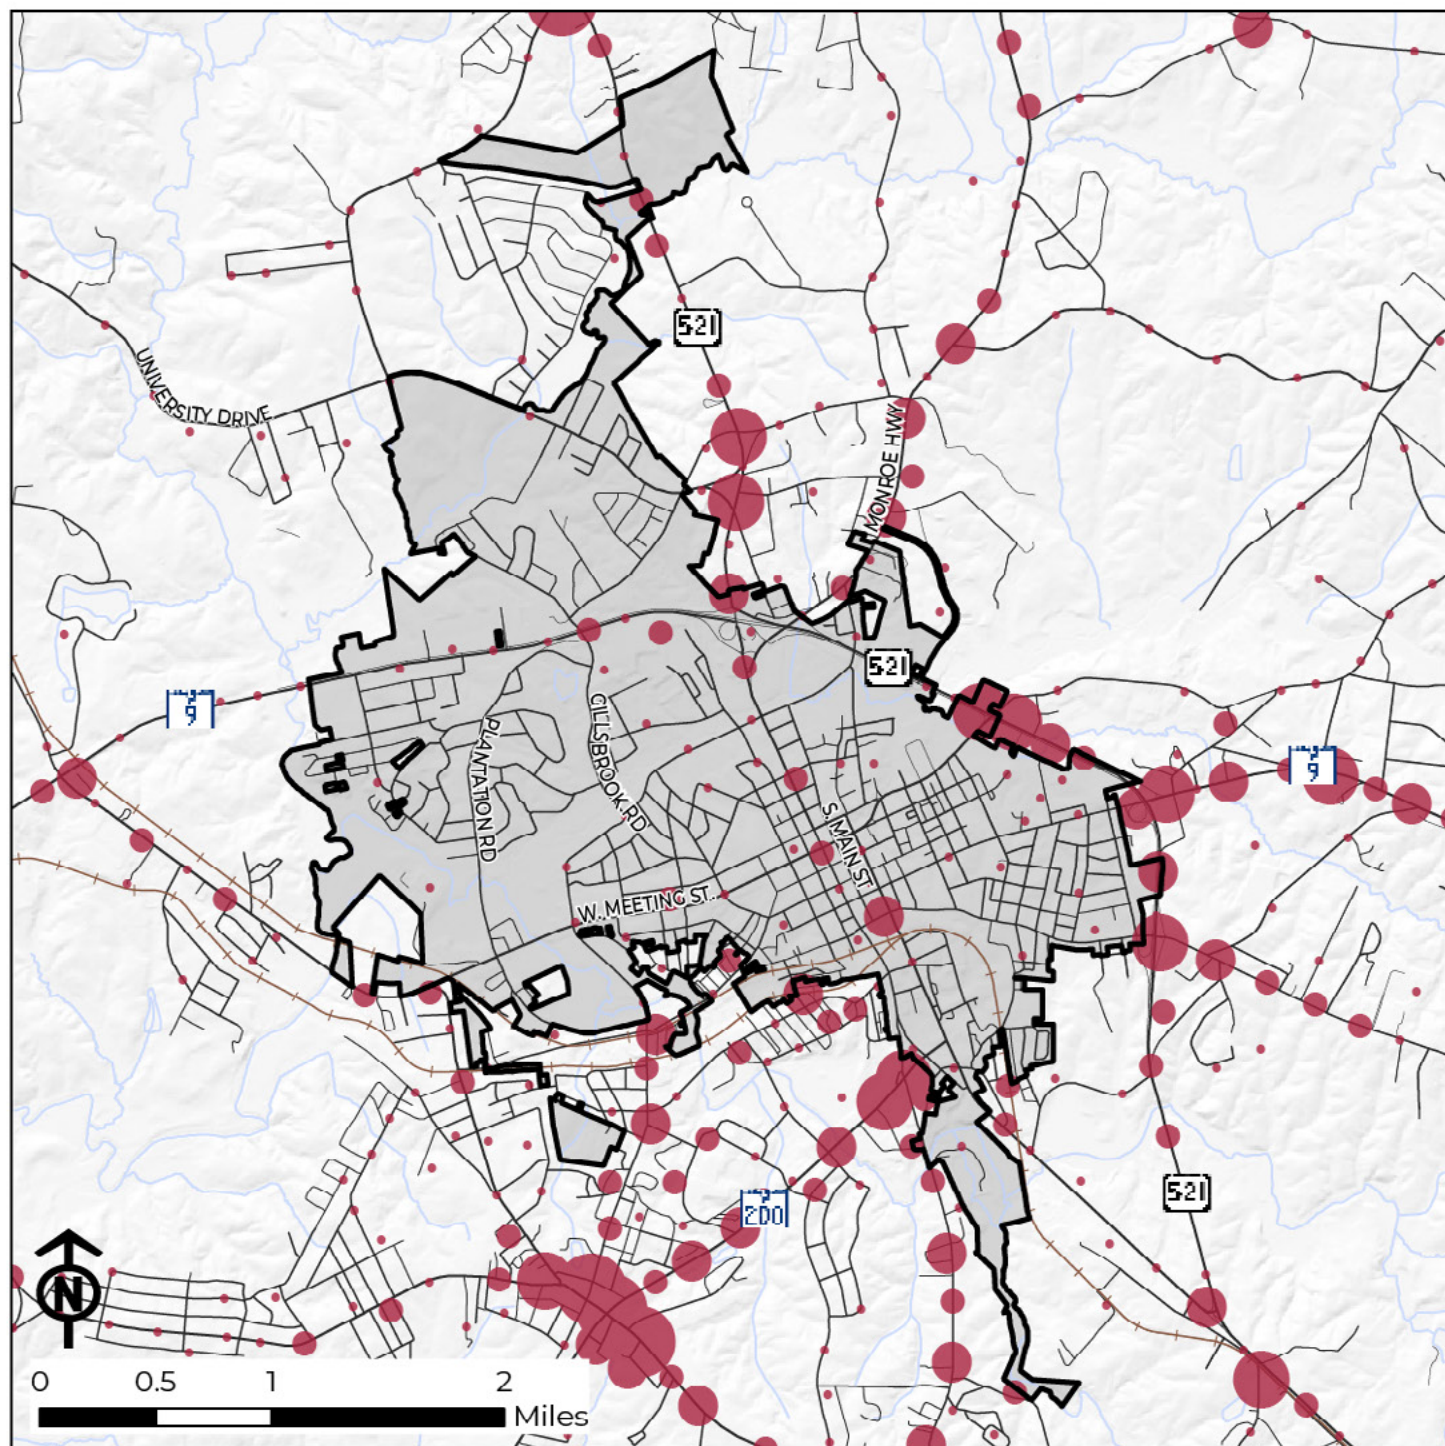 521
UNIVERSITY DRIVE
MONROE HWY
521
9
GILLSBROOK RD
PLANTATION RD
9
S. MAIN ST
W. MEETING ST.
521
200
N
0 0.5 1 2
Miles